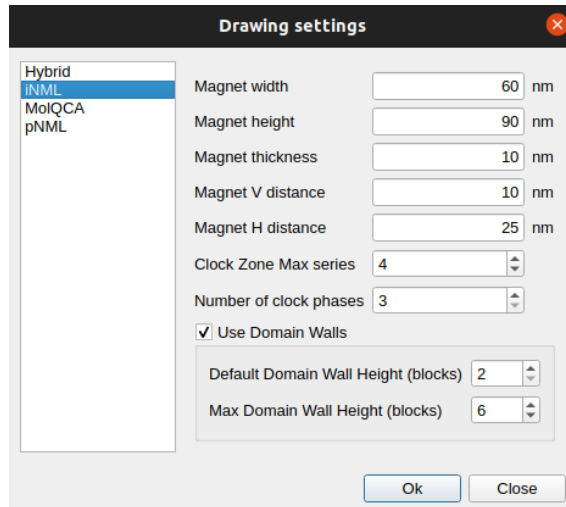 Drawing settings
Hybrid
iNML
MolQCA
pNML
Magnet width 60 nm
Magnet height 90 nm
Magnet thickness 10 nm
Magnet V distance 10 nm
Magnet H distance 25 nm
Clock Zone Max series 4
Number of clock phases 3
Use Domain Walls
Default Domain Wall Height (blocks) 2
Max Domain Wall Height (blocks) 6
Ok Close